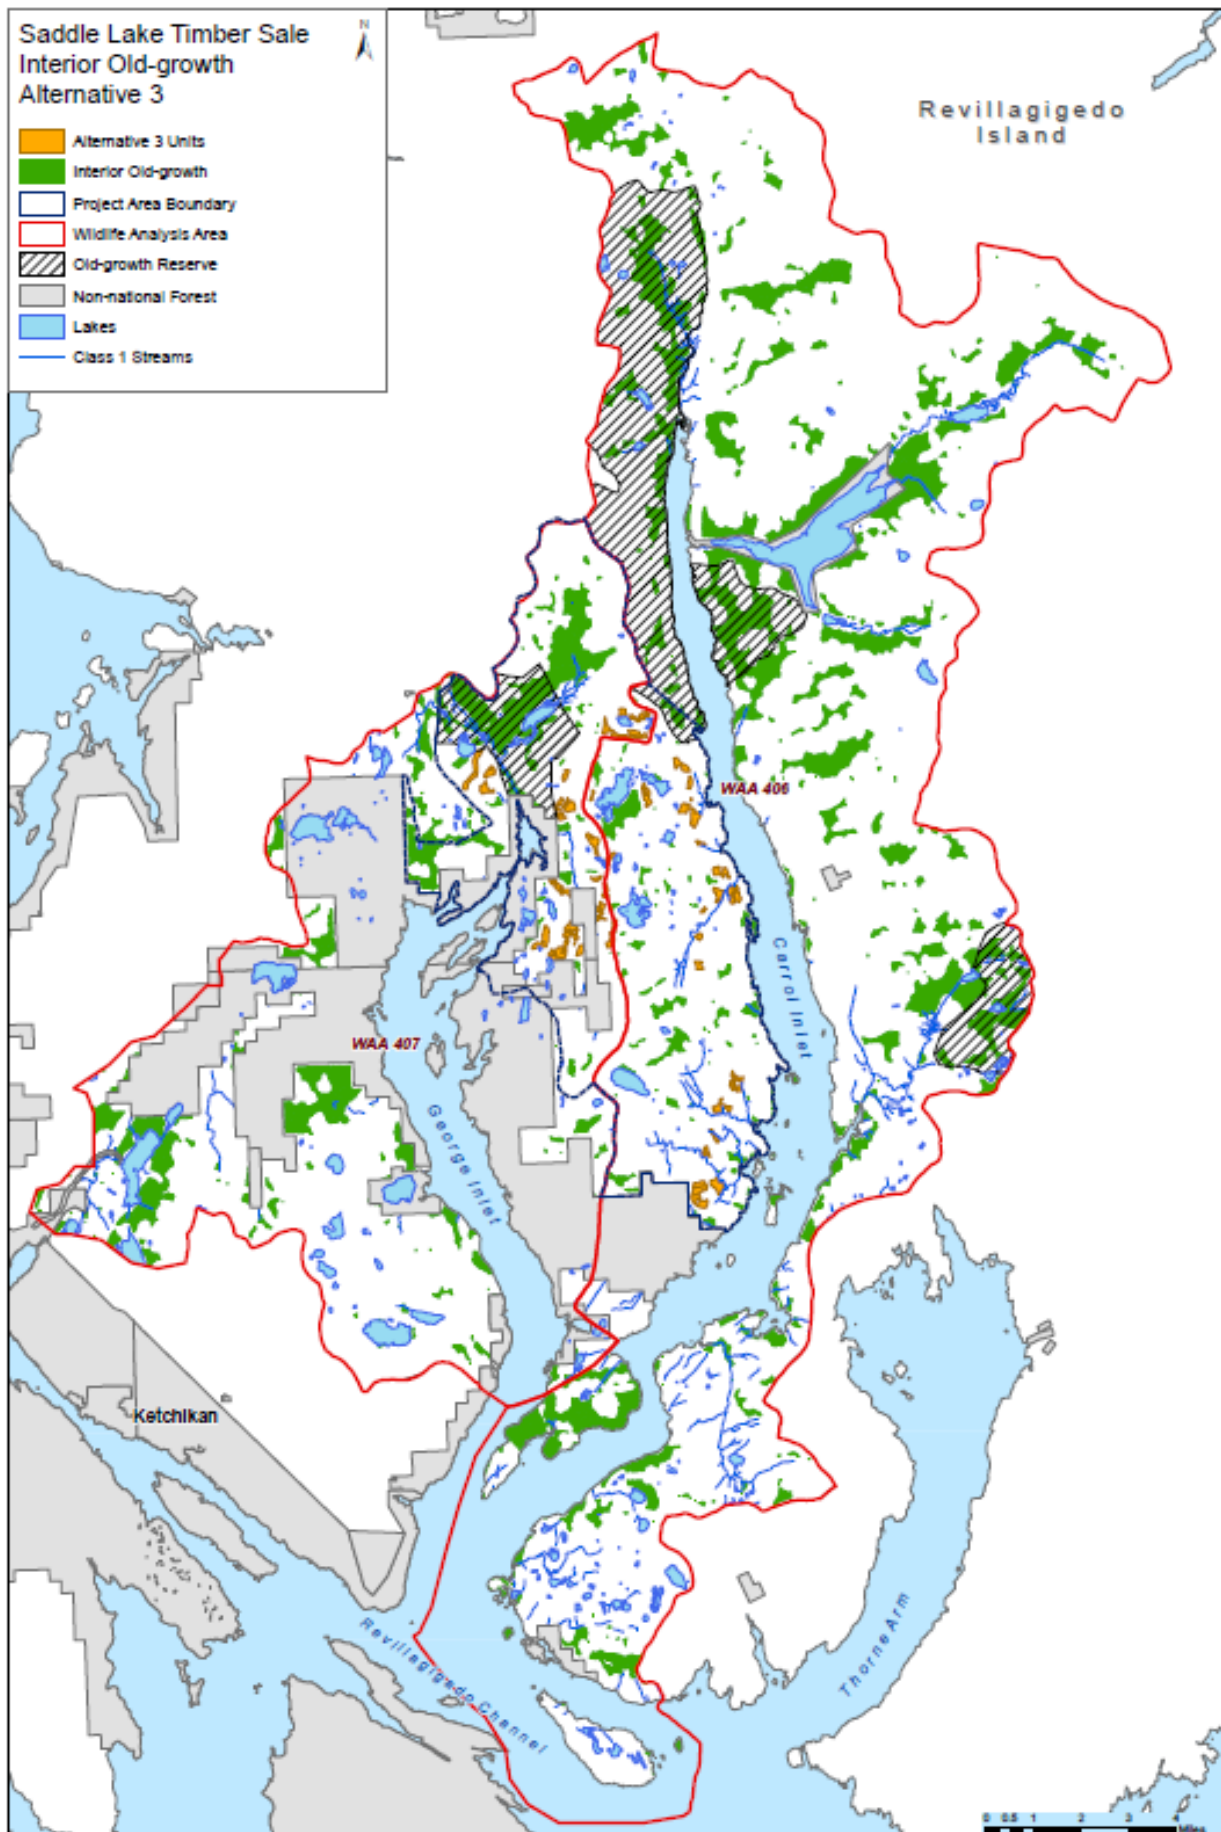 Saddle Lake Timber Sale
Interior Old-growth
Alternative 3
N
Alternative 3 Units
Interior Old-growth
Project Area Boundary
Wildlife Analysis Area
Old-growth Reserve
Non-national Forest
Lakes
Class 1 Streams
Revillagigedo
Island
WAA 406
Carrol Inlet
WAA 407
George Inlet
Ketchikan
Revillagigedo Channel
Thorne Arm
0 0.5 1 2 3 4
Miles